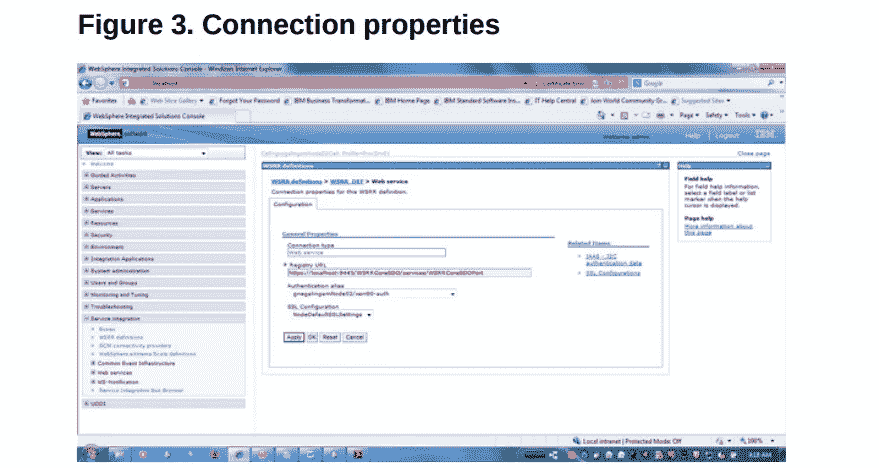 Figure 3. Connection properties
WebSphere Integrated Solutions Console - Windows Internet Explorer
Google
Favorites Web Slice Gallery Forgot Your Password IBM Business Transformat... IBM Home Page IBM Standard Software Ins... IT Help Central Join World Community Gr... Suggested Sites
WebSphere Integrated Solutions Console
Page Safety Tools
WebSphere software Welcome admin Help | Logout IBM
View: All tasks
Close page
Welcome
Guided Activities
Servers
Applications
Services
Resources
Security
Environment
Integration Applications
System administration
Users and Groups
Monitoring and Tuning
Troubleshooting
Service integration
Buses
WSRR definitions
SCM connectivity providers
WebSphere eXtreme Scale definitions
Common Event Infrastructure
Web services
WS-Notification
Service Integration Bus Browser
UDDI
WSRR definitions
WSRR definitions > WSRR_DEF > Web service
Connection properties for this WSRR definition.
Configuration
General Properties
Connection type
Web service
Registry URL
Authentication alias
SSL Configuration
NodeDefaultSSLSettings
Apply OK Reset Cancel
Related Items
JAAS - J2C authentication data
SSL Configurations
Help
Field help
For field help information,
select a field label or list
marker when the help
cursor is displayed.
Page help
More information about
this page
Local intranet | Protected Mode: Off
100%